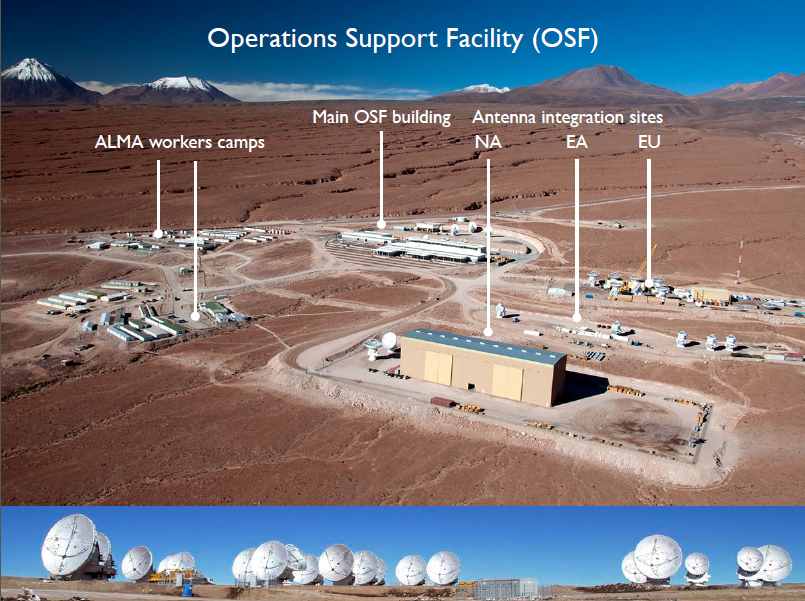 Operations Support Facility (OSF)
Main OSF building
Antenna integration sites
ALMA workers camps
NA
EA
EU